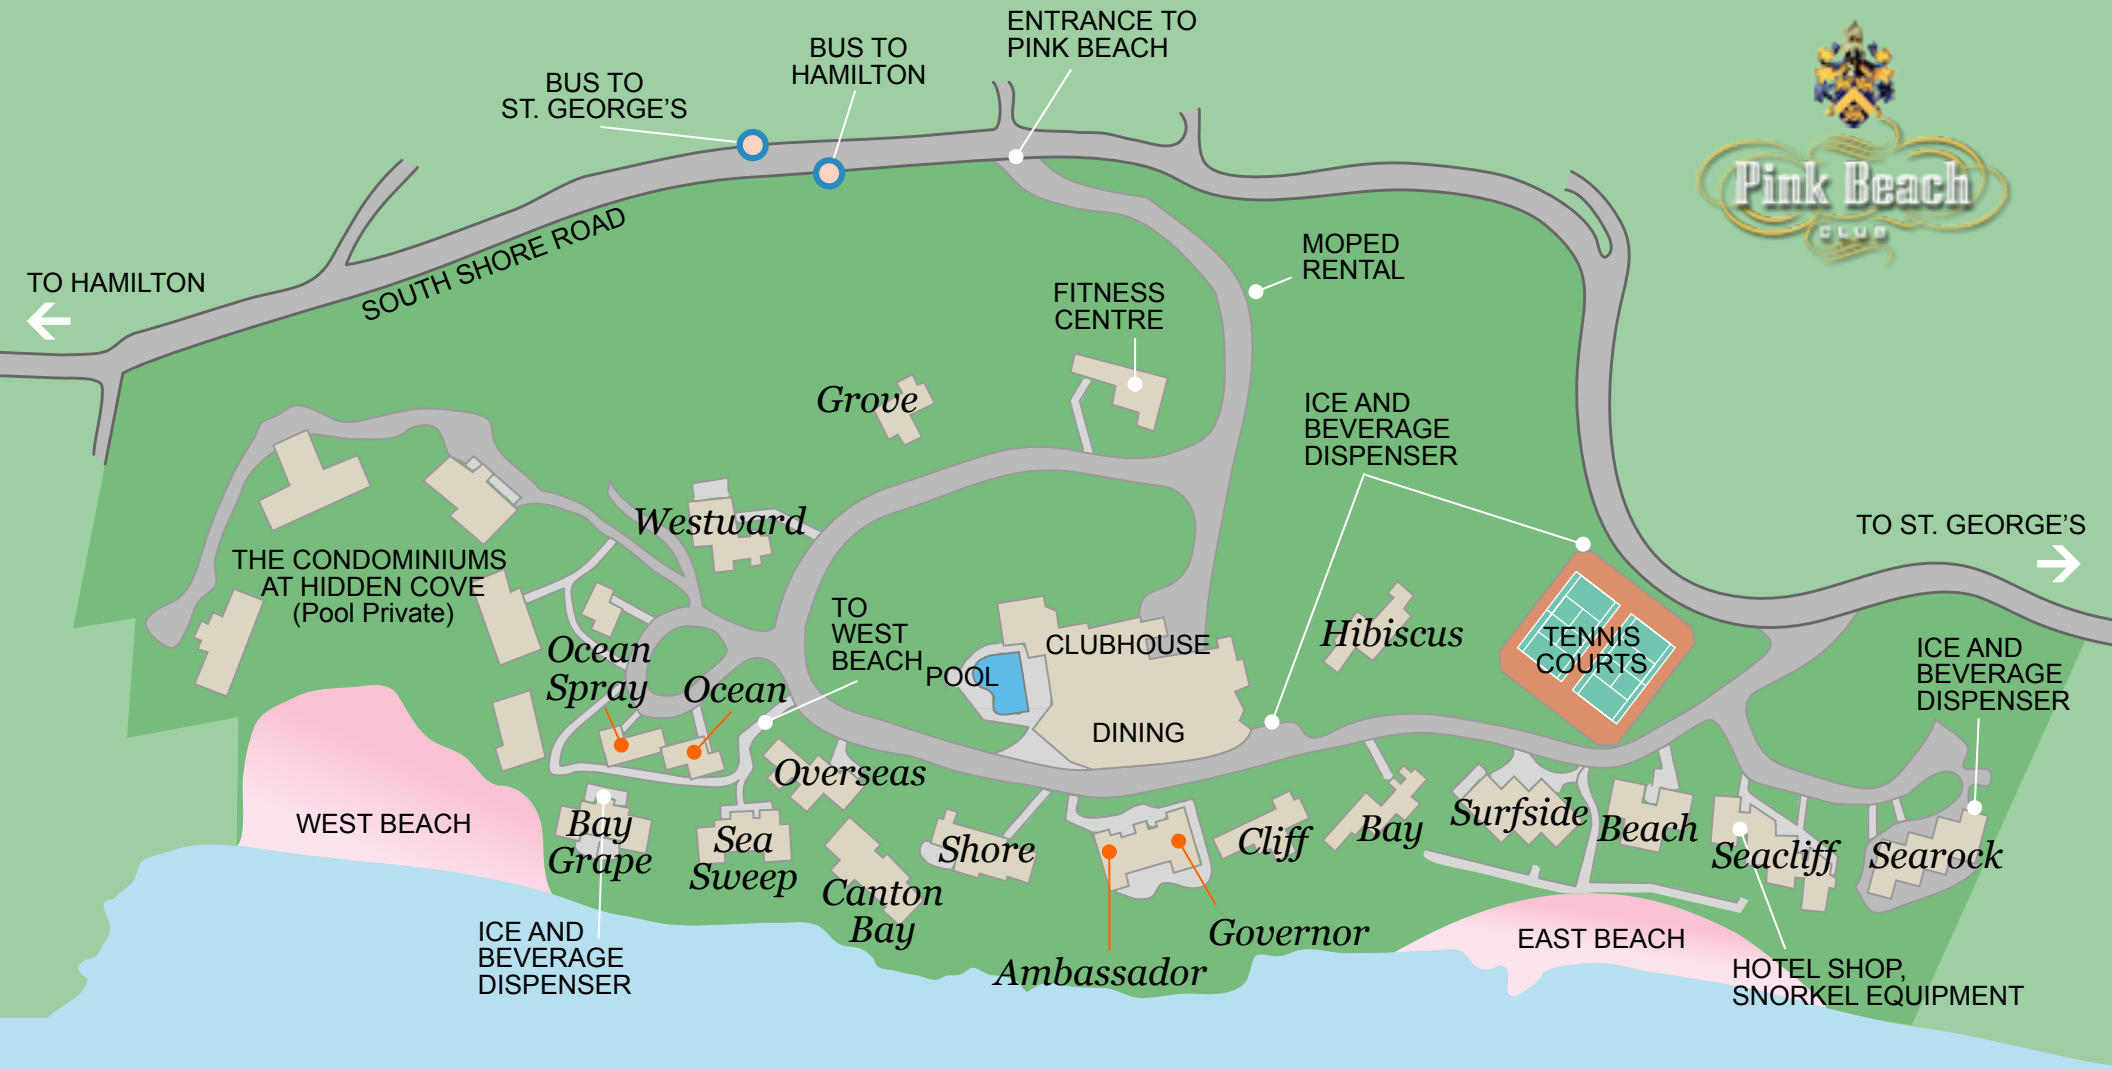 ENTRANCE TO
PINK BEACH
BUS TO
HAMILTON
BUS TO
ST. GEORGE'S
Pink Beach
CLUB
SOUTH SHORE ROAD
TO HAMILTON
MOPED
RENTAL
FITNESS
CENTRE
Grove
ICE AND
BEVERAGE
DISPENSER
Westward
TO ST. GEORGE'S
THE CONDOMINIUMS
AT HIDDEN COVE
(Pool Private)
TO
WEST
BEACH
POOL
CLUBHOUSE
DINING
Hibiscus
TENNIS
COURTS
ICE AND
BEVERAGE
DISPENSER
Ocean
Spray
Ocean
Overseas
WEST BEACH
Bay
Grape
Sea
Sweep
Canton
Bay
Shore
Cliff
Bay
Surfside
Beach
Seacliff
Searock
ICE AND
BEVERAGE
DISPENSER
Governor
Ambassador
EAST BEACH
HOTEL SHOP,
SNORKEL EQUIPMENT